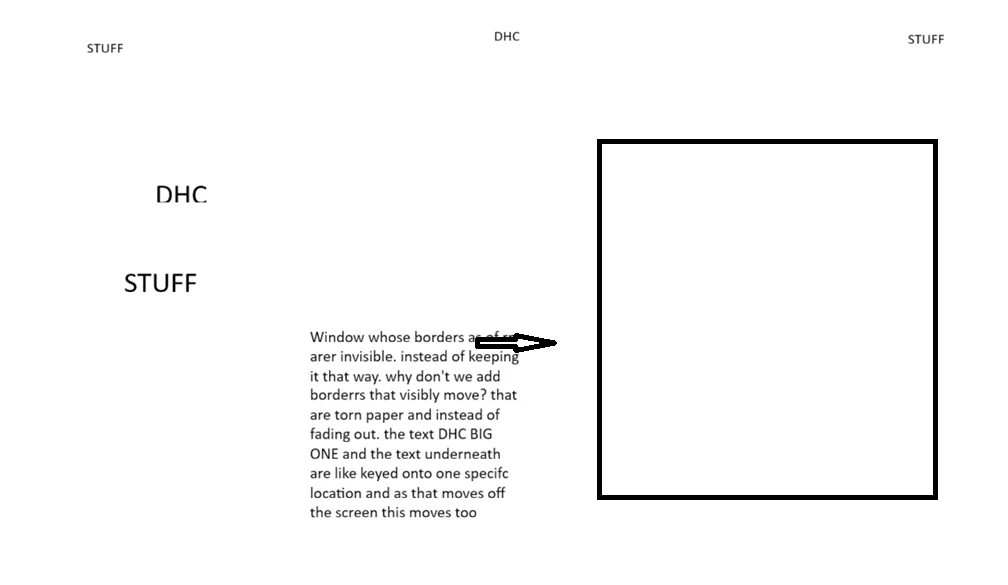 STUFF
DHC
STUFF
DHC
STUFF
Window whose borders as of
arer invisible. instead of keeping
it that way. why don't we add
borderrs that visibly move? that
are torn paper and instead of
fading out. the text DHC BIG
ONE and the text underneath
are like keyed onto one specifc
location and as that moves off
the screen this moves too